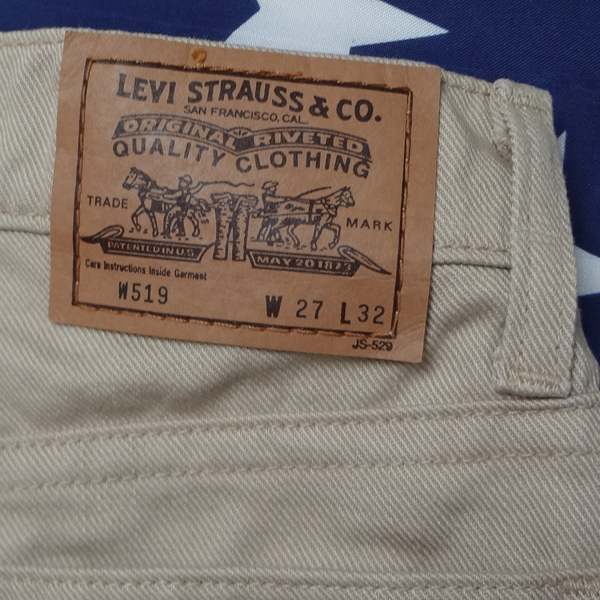 LEVI STRAUSS & CO.
SAN FRANCISCO, CAL.
ORIGINAL RIVETED
QUALITY CLOTHING
TRADE MARK
PATENTED IN U.S. MAY 20 1873
Care Instructions Inside Garment
W519 W 27 L 32
JS-529